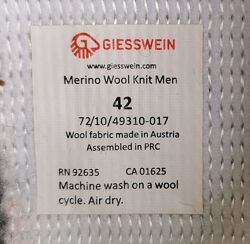 GIESSWEIN
www.giesswein.com
Merino Wool Knit Men
42
72/10/49310-017
Wool fabric made in Austria
Assembled in PRC
RN 92635 CA 01625
Machine wash on a wool
cycle. Air dry.